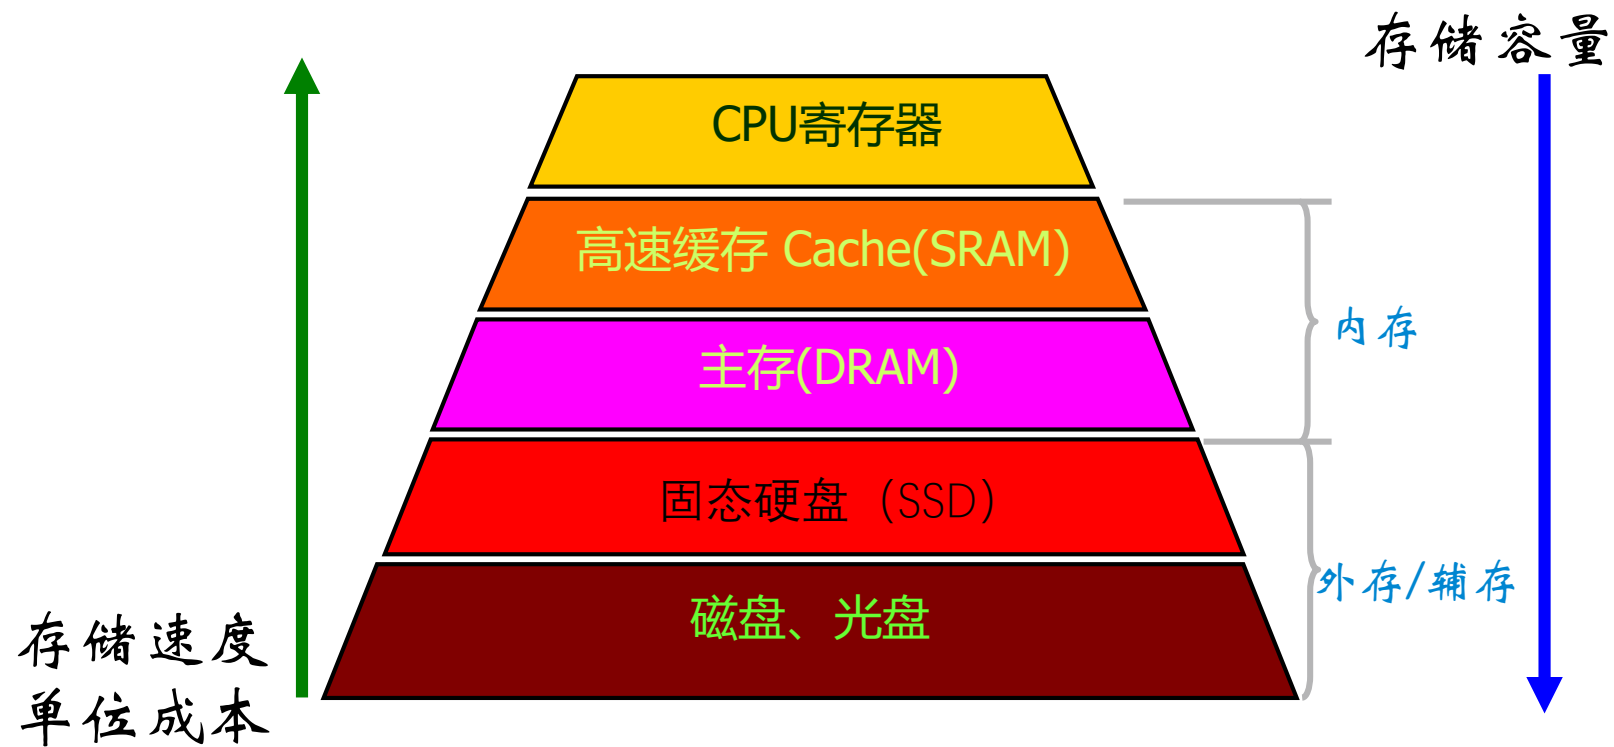 存储容量
CPU寄存器
高速缓存 Cache(SRAM)
内存
主存(DRAM)
固态硬盘（SSD）
外存/辅存
磁盘、光盘
存储速度
单位成本